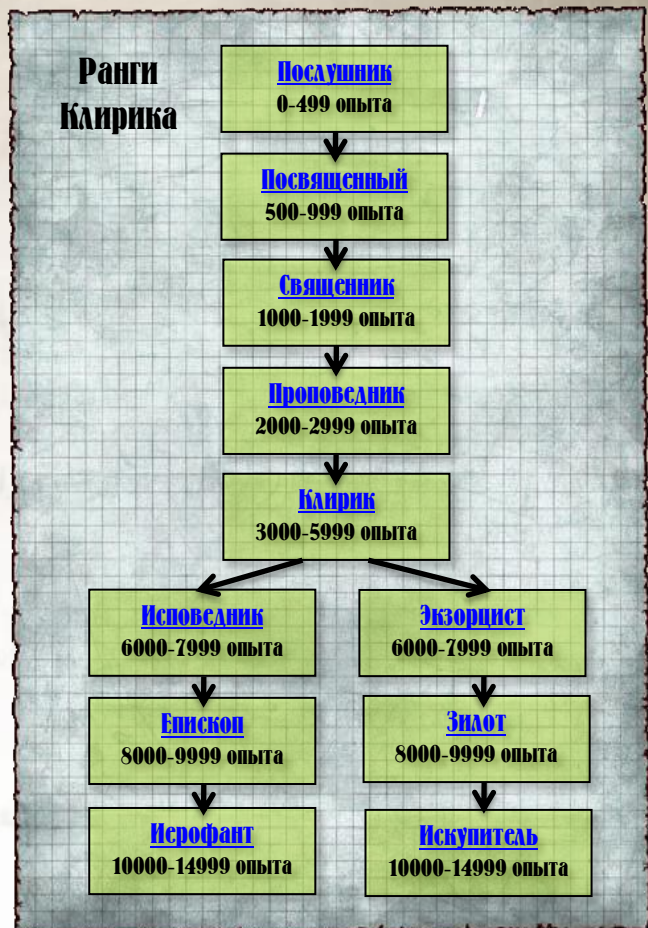 Ранги
Клирика
Послушник
0-499 опыта
Посвященный
500-999 опыта
Священник
1000-1999 опыта
Проповедник
2000-2999 опыта
Клирик
3000-5999 опыта
Исповедник
6000-7999 опыта
Экзорцист
6000-7999 опыта
Епископ
8000-9999 опыта
Зилот
8000-9999 опыта
Иерофант
10000-14999 опыта
Искупитель
10000-14999 опыта